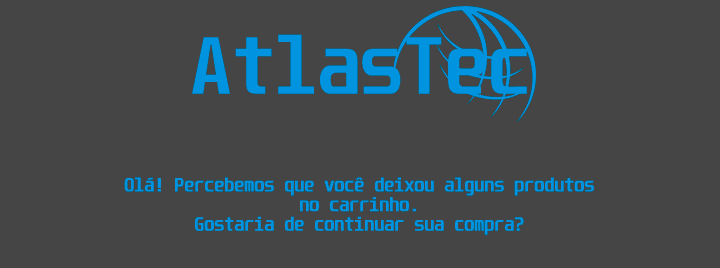 AtlasTec
Olá! Percebemos que você deixou alguns produtos
no carrinho.
Gostaria de continuar sua compra?